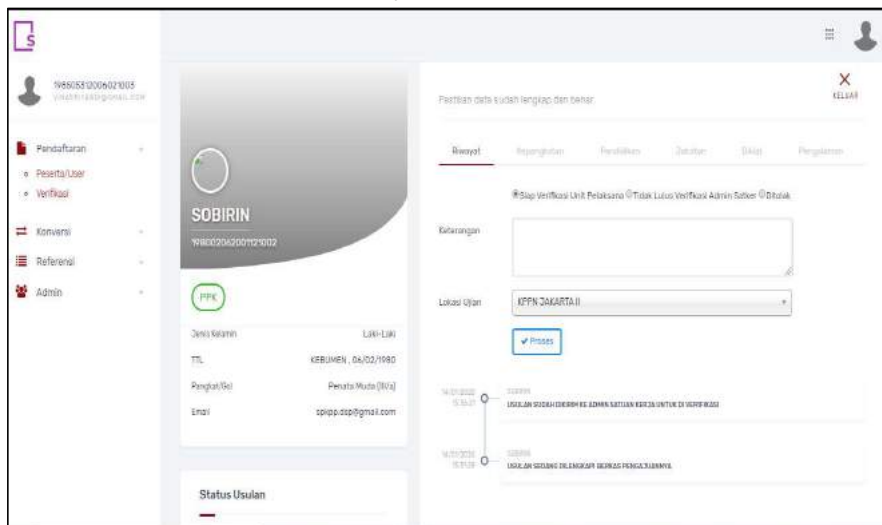 S
KELUAR
Pendaftaran
Peserta/User
Verifikasi
Konversi
Referensi
Admin
SOBIRIN
198002062001121002
PPK
Jenis Kelamin Laki-Laki
TTL KEBUMEN , 06/02/1980
Pangkat/Gol Penata Muda (III/a)
Email spkpp.dsp@gmail.com
Status Usulan
Pastikan data sudah lengkap dan benar.
Riwayat Kepangkatan Pendidikan Jabatan Diklat Pengalaman
Siap Verifikasi Unit Pelaksana Tidak Lulus Verifikasi Admin Satker Ditolak
Keterangan
Lokasi Ujian KPPN JAKARTA II
Proses
SOBIRIN
USULAN SUDAH DIKIRIM KE ADMIN SATUAN KERJA UNTUK DI VERIFIKASI
SOBIRIN
USULAN SEDANG DILENGKAPI BERKAS PENGAJUANNYA